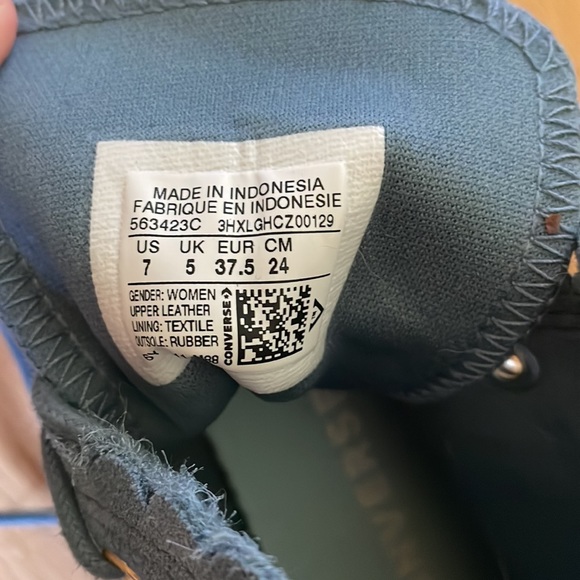 MADE IN INDONESIA
FABRIQUE EN INDONESIE
563423C 3HXLGHCZ00129
US UK EUR CM
7 5 37.5 24
GENDER: WOMEN
UPPER LEATHER
LINING: TEXTILE
OUTSOLE: RUBBER
CONVERSE